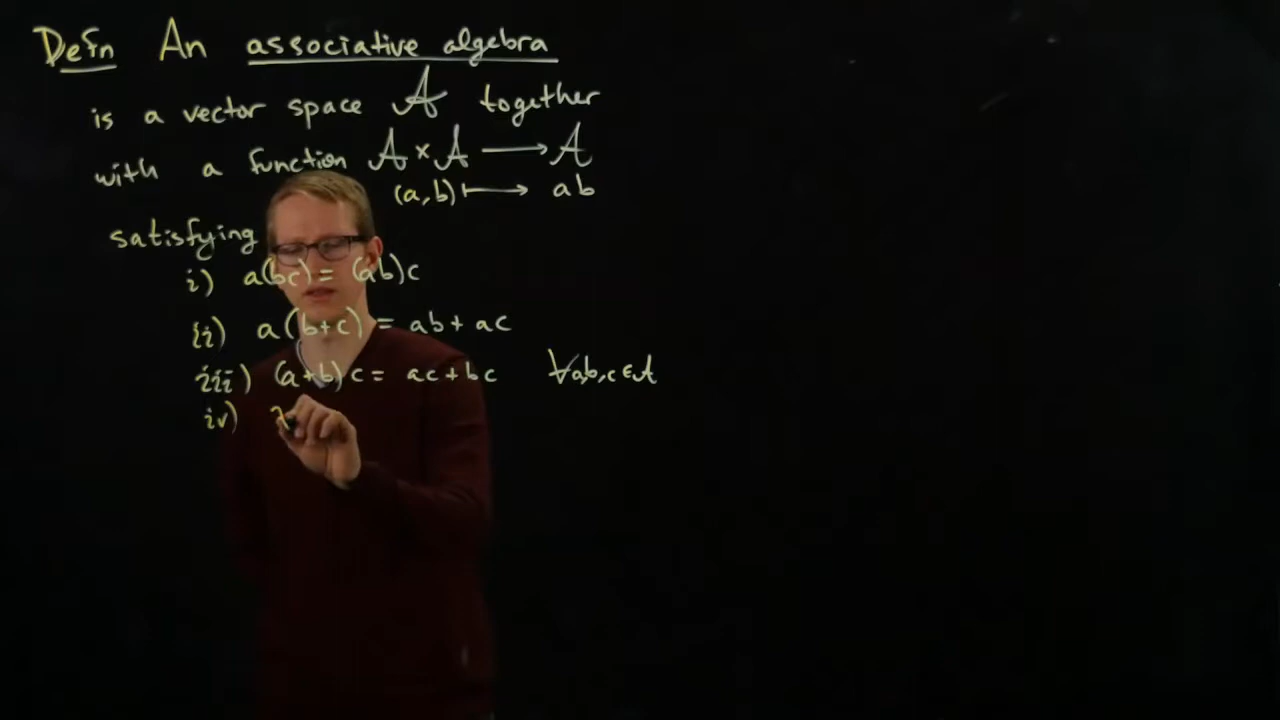 Defn An associative algebra
is a vector space 𝒜 together
with a function 𝒜 × 𝒜 ⟶ 𝒜
(a, b) ⟼ ab
satisfying
i) a(bc) = (ab)c
ii) a(b+c) = ab + ac
iii) (a+b)c = ac + bc ∀a,b,c ∈ 𝒜
iv)